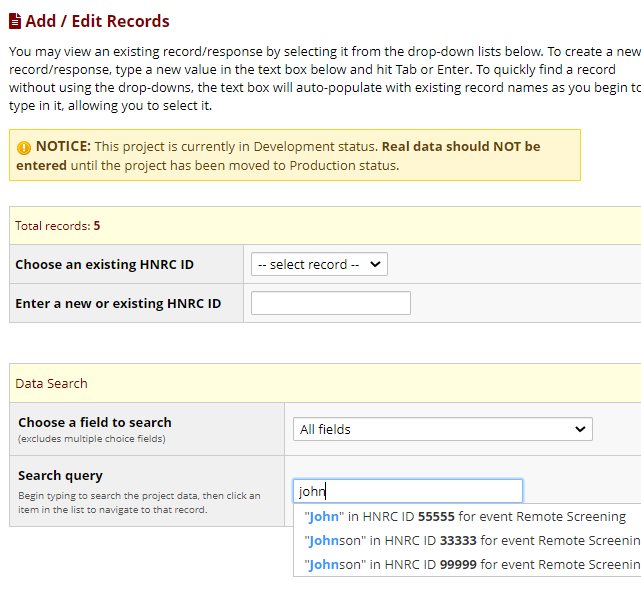 Add / Edit Records
You may view an existing record/response by selecting it from the drop-down lists below. To create a new
record/response, type a new value in the text box below and hit Tab or Enter. To quickly find a record
without using the drop-downs, the text box will auto-populate with existing record names as you begin to
type in it, allowing you to select it.
NOTICE: This project is currently in Development status. Real data should NOT be
entered until the project has been moved to Production status.
Total records: 5
Choose an existing HNRC ID
-- select record --
Enter a new or existing HNRC ID
Data Search
Choose a field to search
(excludes multiple choice fields)
All fields
Search query
Begin typing to search the project data, then click an
item in the list to navigate to that record.
john
"John" in HNRC ID 55555 for event Remote Screening
"Johnson" in HNRC ID 33333 for event Remote Screenin
"Johnson" in HNRC ID 99999 for event Remote Screenin